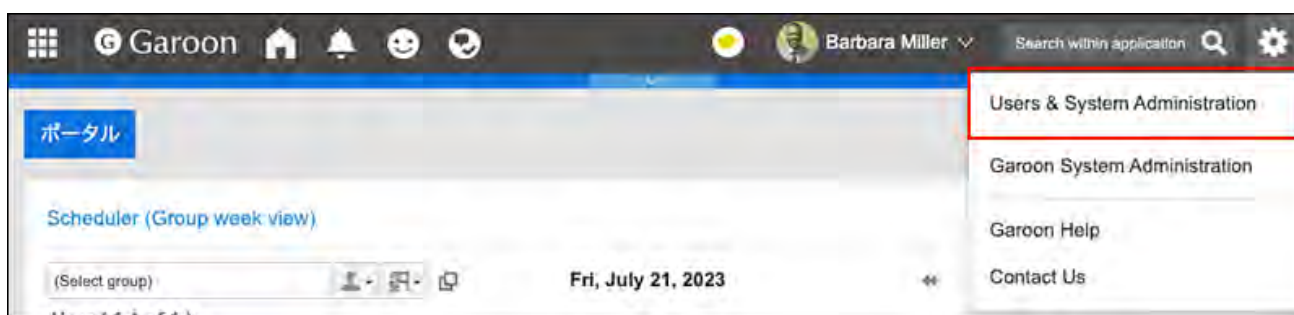 Garoon
Barbara Miller
Search within application
Users & System Administration
ポータル
Garoon System Administration
Scheduler (Group week view)
Garoon Help
(Select group)
Fri, July 21, 2023
Contact Us